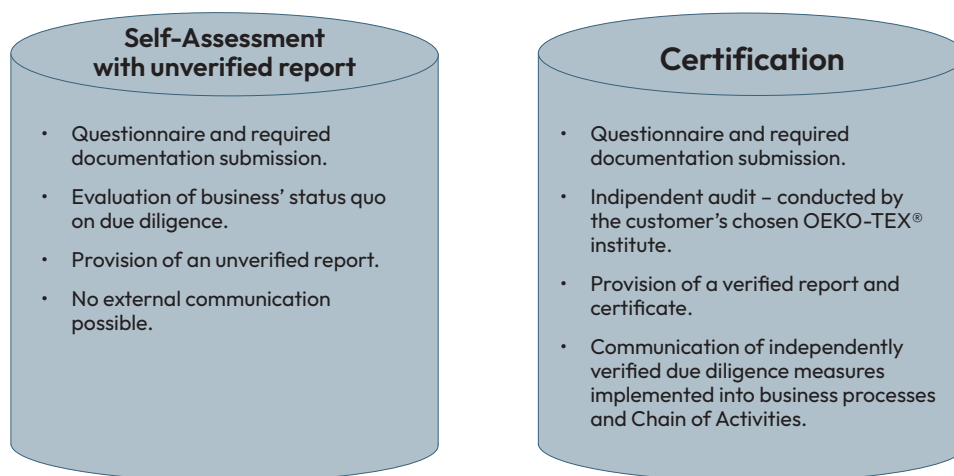 Self-Assessment
with unverified report
• Questionnaire and required
documentation submission.
• Evaluation of business’ status quo
on due diligence.
• Provision of an unverified report.
• No external communication
possible.
Certification
• Questionnaire and required
documentation submission.
• Indipendent audit – conducted by
the customer’s chosen OEKO-TEX®
institute.
• Provision of a verified report and
certificate.
• Communication of independently
verified due diligence measures
implemented into business processes
and Chain of Activities.